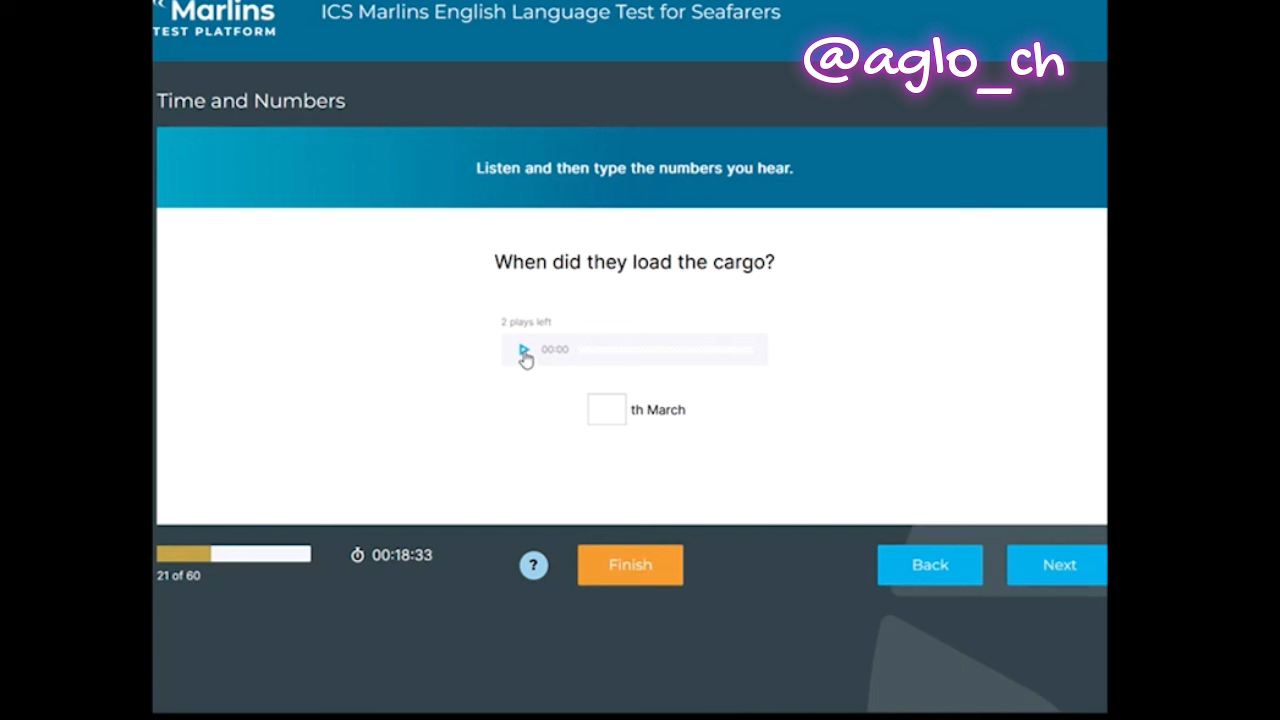 Marlins
TEST PLATFORM
ICS Marlins English Language Test for Seafarers
@aglo_ch
Time and Numbers
Listen and then type the numbers you hear.
When did they load the cargo?
2 plays left
00:00
th March
00:18:33
21 of 60
?
Finish
Back
Next